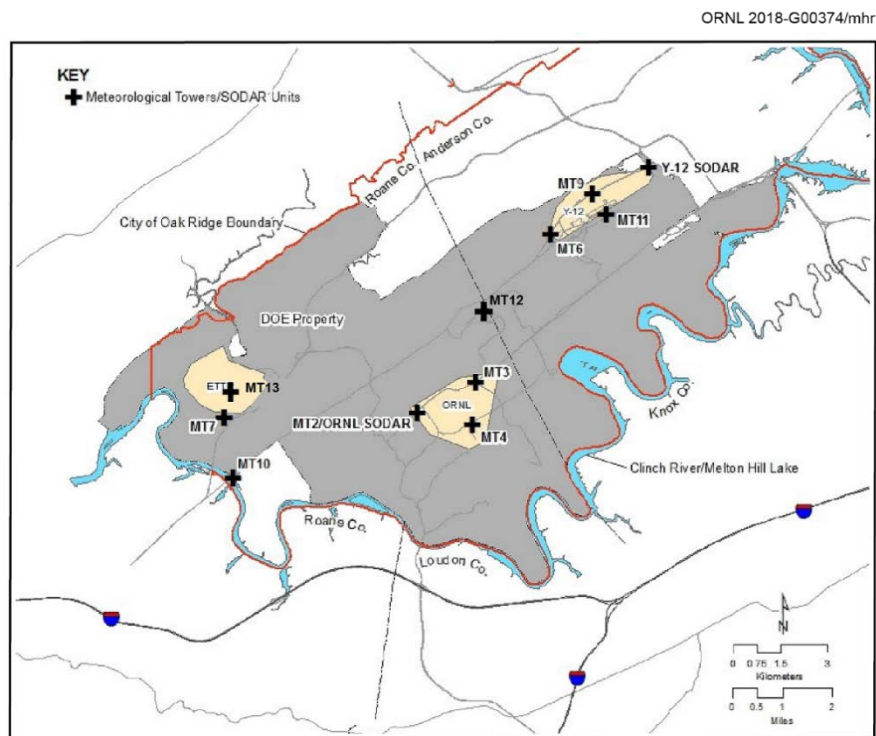 ORNL 2018-G00374/mhr
KEY
Meteorological Towers/SODAR Units
Roane Co.
Anderson Co.
Y-12 SODAR
MT9
Y-12
MT11
MT6
City of Oak Ridge Boundary
MT12
DOE Property
MT3
ETT
MT13
ORNL
MT2/ORNL SODAR
MT7
MT4
Knox Co.
MT10
Clinch River/Melton Hill Lake
Roane Co.
Loudon Co.
N
0 0.75 1.5 3
Kilometers
0 0.5 1 2
Miles